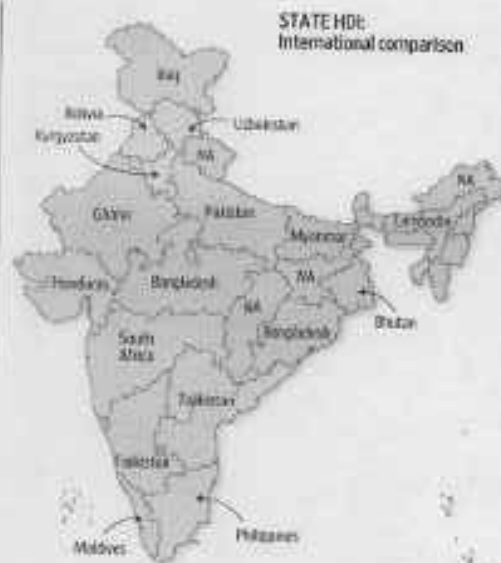 STATE HDI:
International comparison
Iraq
Bolivia
Uzbekistan
Kyrgyzstan
NA
NA
Ghana
Pakistan
Cambodia
Myanmar
Honduras
Bangladesh
NA
NA
Bhutan
South
Africa
Bangladesh
Tajikistan
Tajikistan
Philippines
Maldives